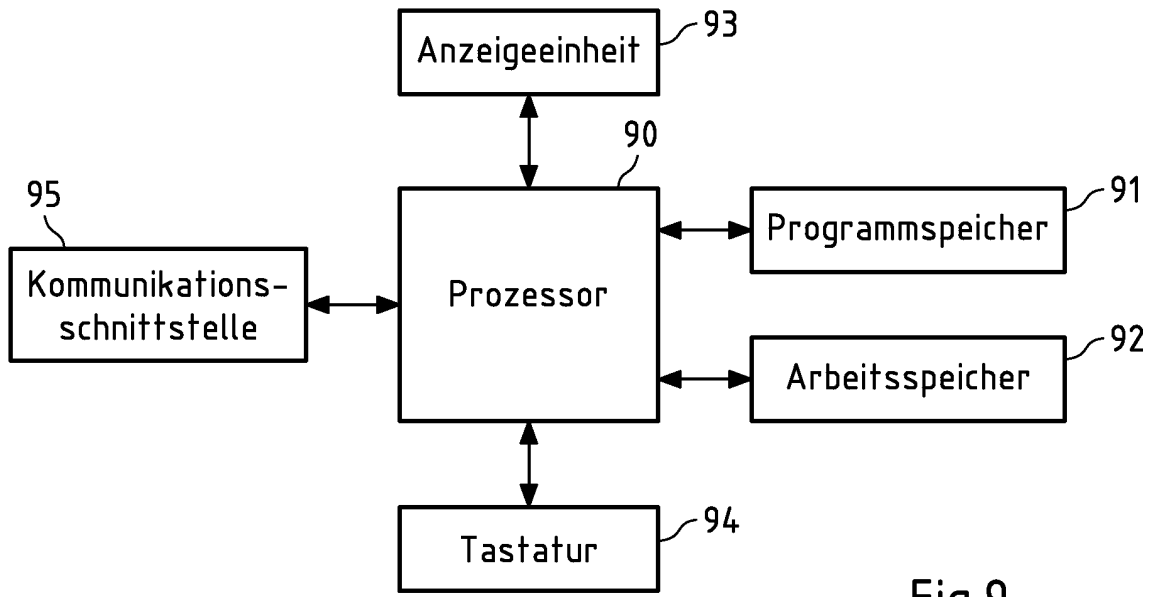 93
Anzeigeeinheit
90
95
91
Programmspeicher
Kommunikations-
schnittstelle
Prozessor
92
Arbeitsspeicher
94
Tastatur
Fig.9